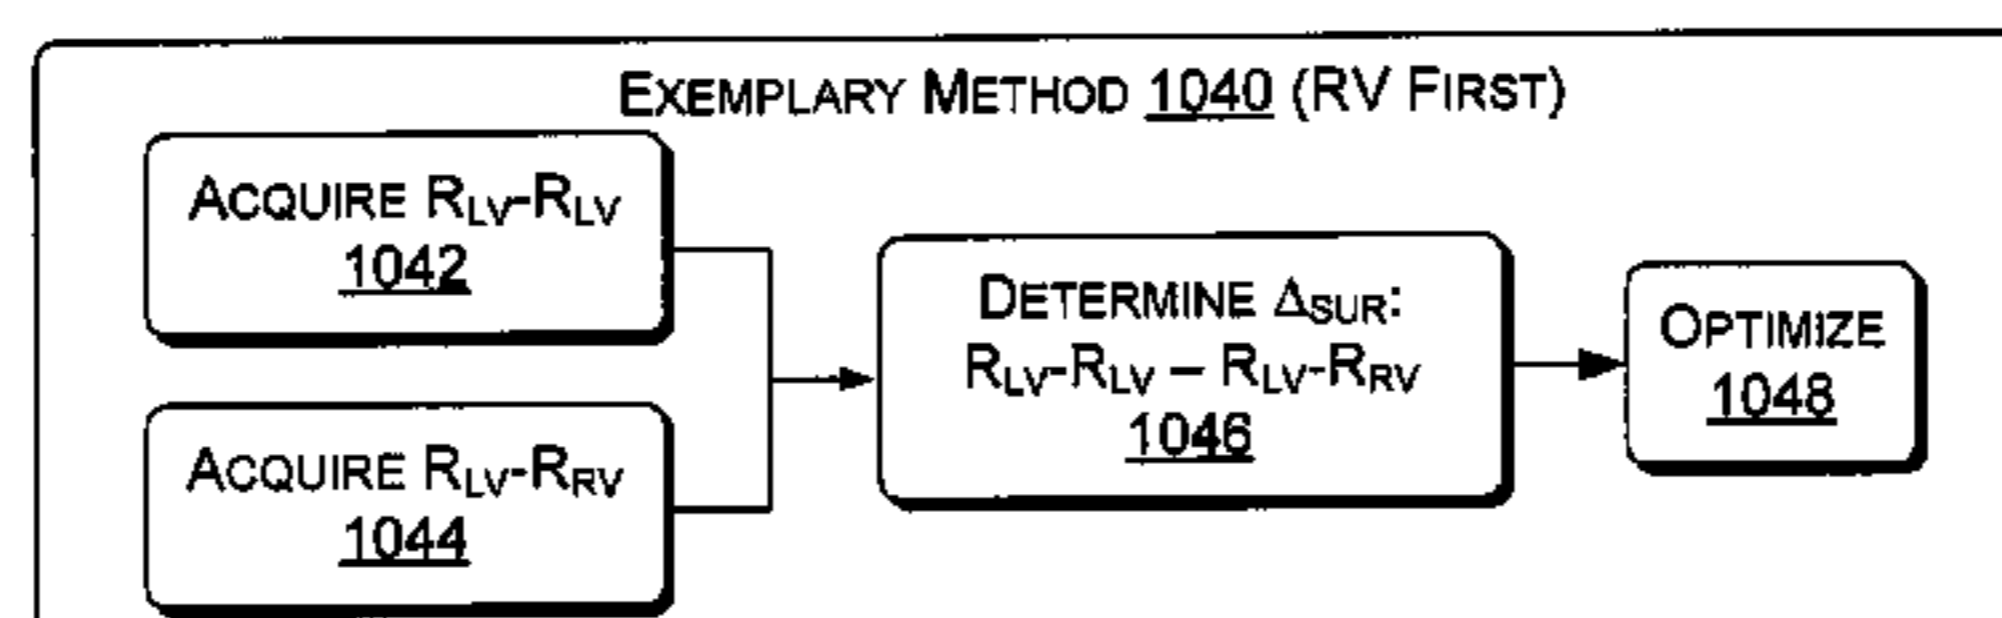 EXEMPLARY METHOD 1040 (RV FIRST)
ACQUIRE RLV-RLV
1042
ACQUIRE RLV-RRV
1044
DETERMINE ΔSUR:
RLV-RLV – RLV-RRV
1046
OPTIMIZE
1048